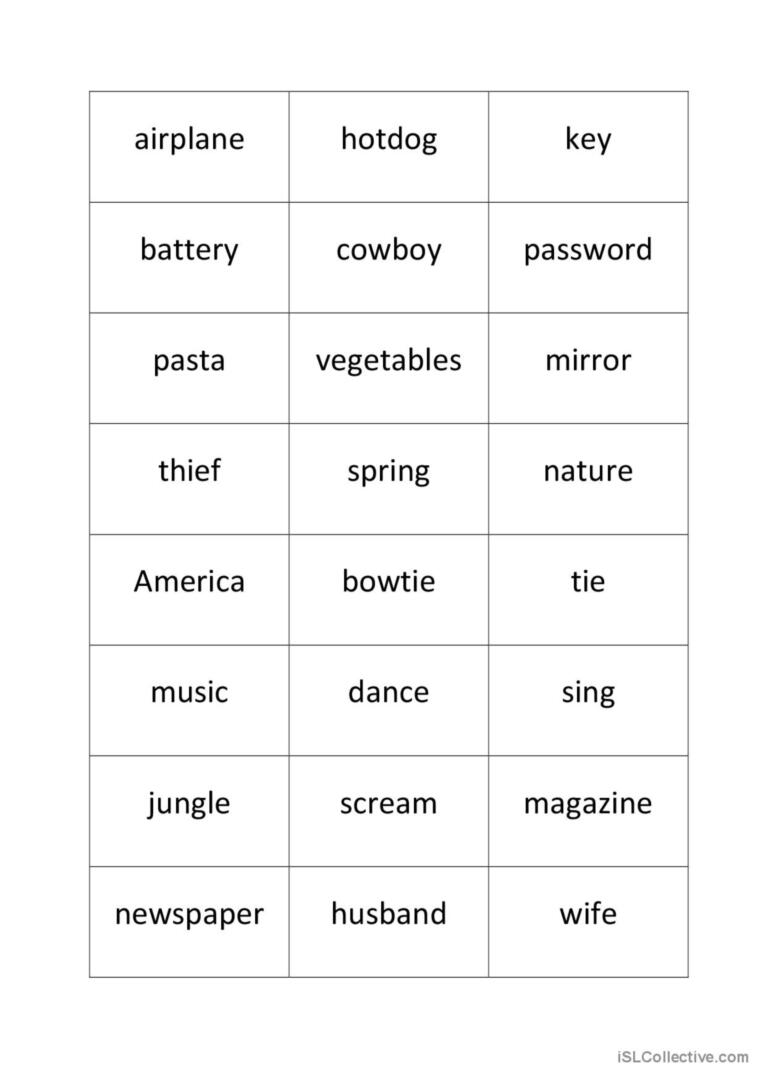 airplane hotdog key
battery cowboy password
pasta vegetables mirror
thief spring nature
America bowtie tie
music dance sing
jungle scream magazine
newspaper husband wife
iSLCollective.com